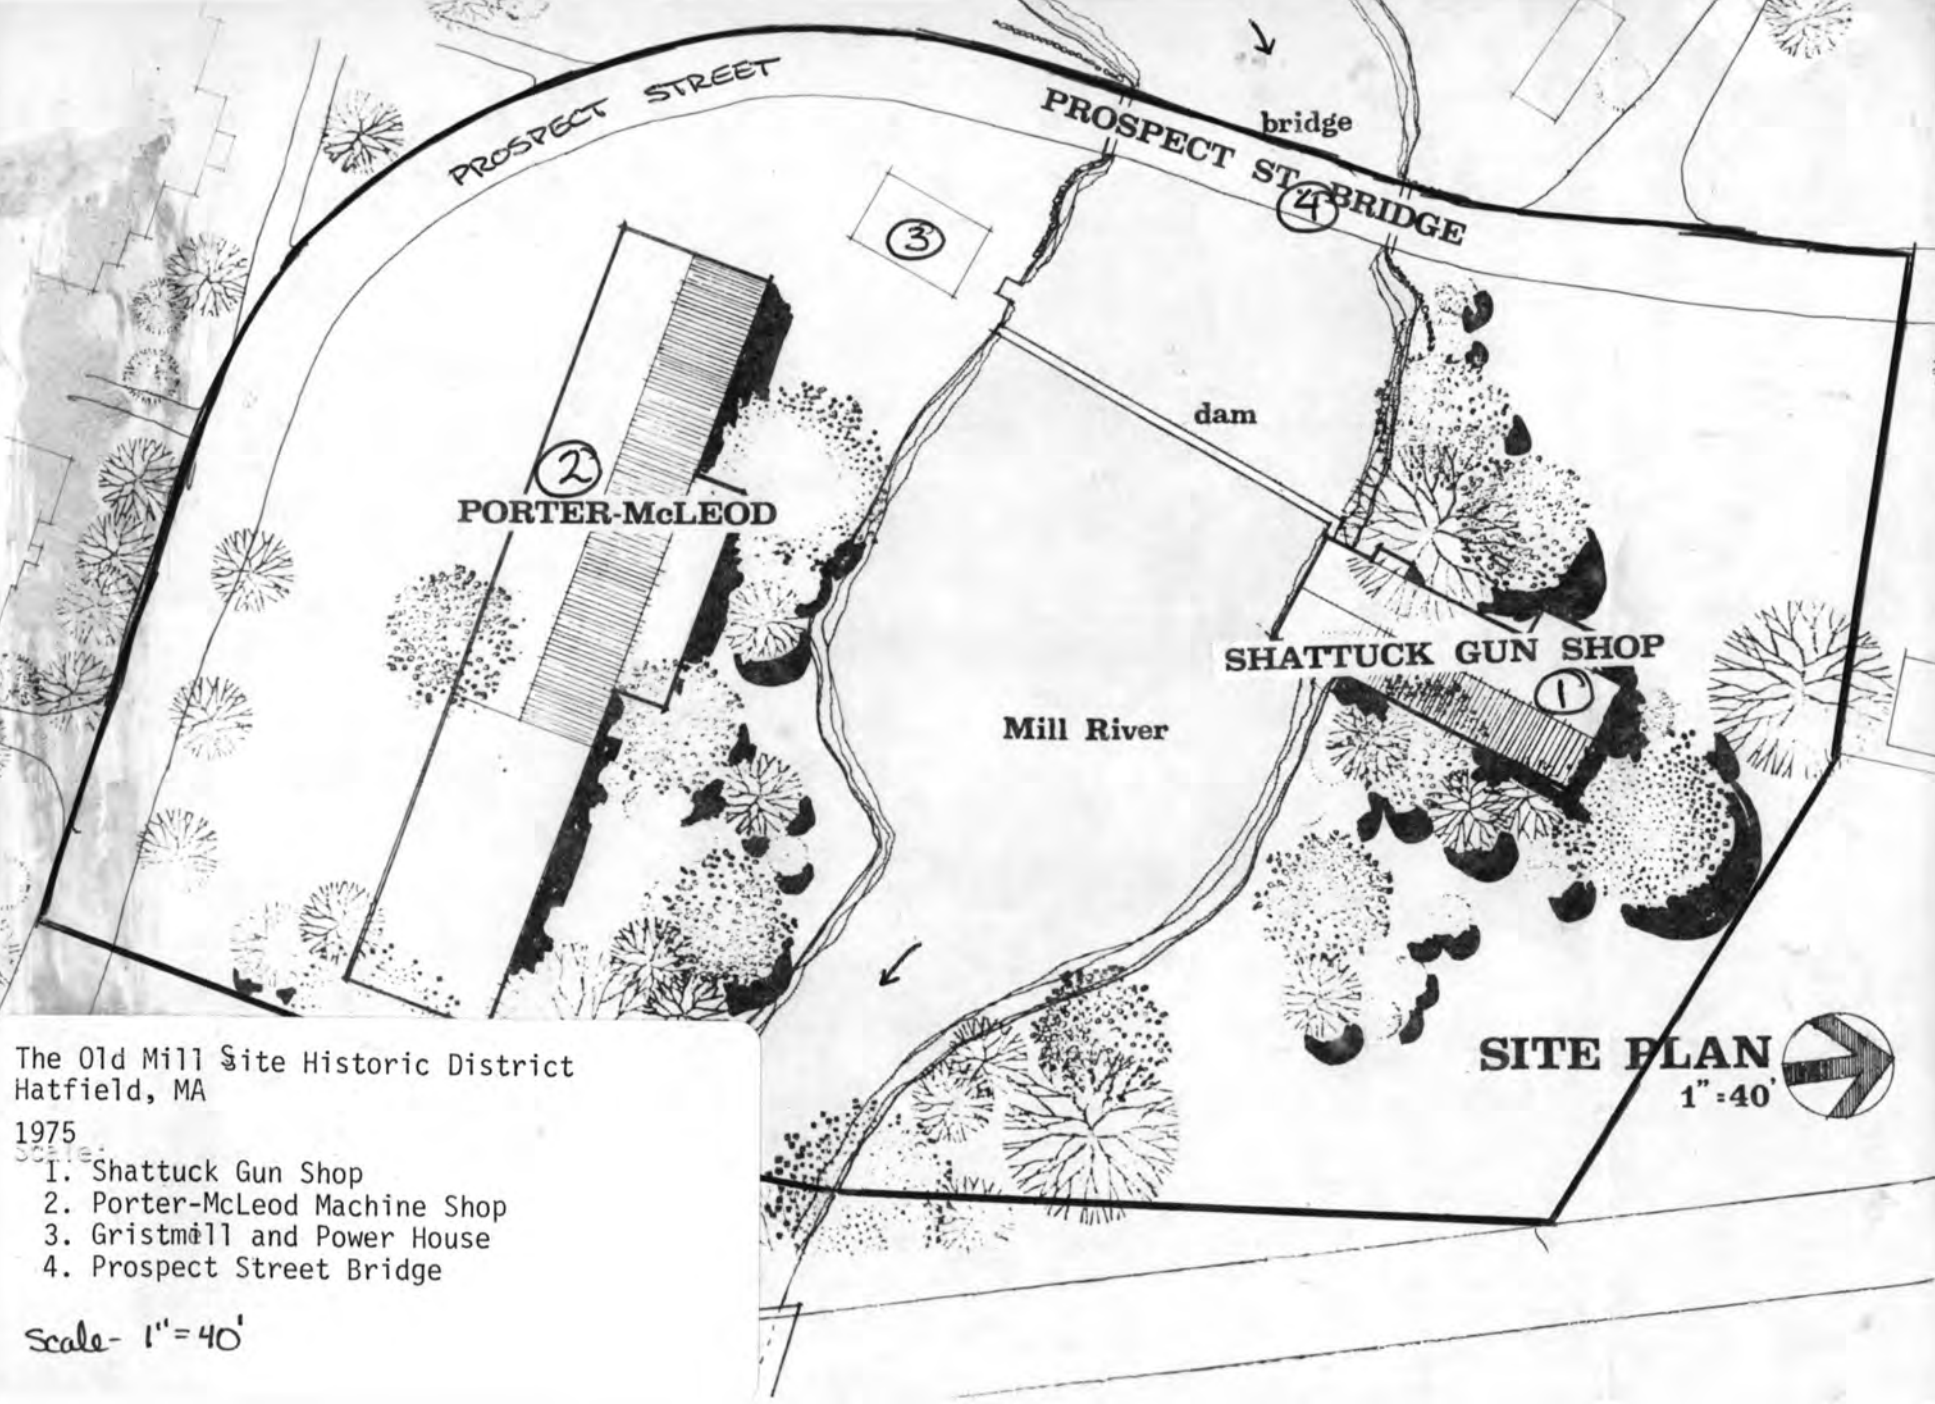 PROSPECT STREET
bridge
PROSPECT ST. BRIDGE
4
3
dam
2
PORTER-McLEOD
SHATTUCK GUN SHOP
1
Mill River
SITE PLAN
1"=40'
The Old Mill Site Historic District
Hatfield, MA
1975
Scale:
1. Shattuck Gun Shop
2. Porter-McLeod Machine Shop
3. Gristmill and Power House
4. Prospect Street Bridge
Scale- 1"=40'